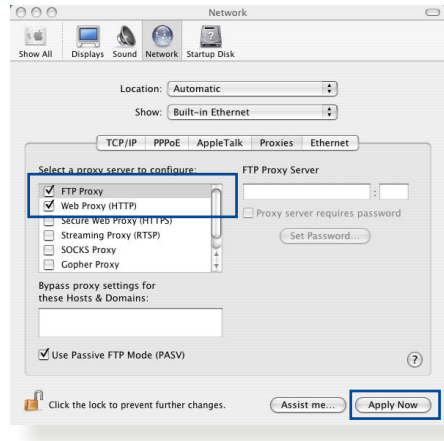 Network
Show All Displays Sound Network Startup Disk
Location: Automatic
Show: Built-in Ethernet
TCP/IP PPPoE AppleTalk Proxies Ethernet
Select a proxy server to configure:
FTP Proxy Server
FTP Proxy
Web Proxy (HTTP)
:
Secure Web Proxy (HTTPS)
Proxy server requires password
Streaming Proxy (RTSP)
Set Password...
SOCKS Proxy
Gopher Proxy
Bypass proxy settings for
these Hosts & Domains:
Use Passive FTP Mode (PASV)
?
Click the lock to prevent further changes.
Assist me... Apply Now